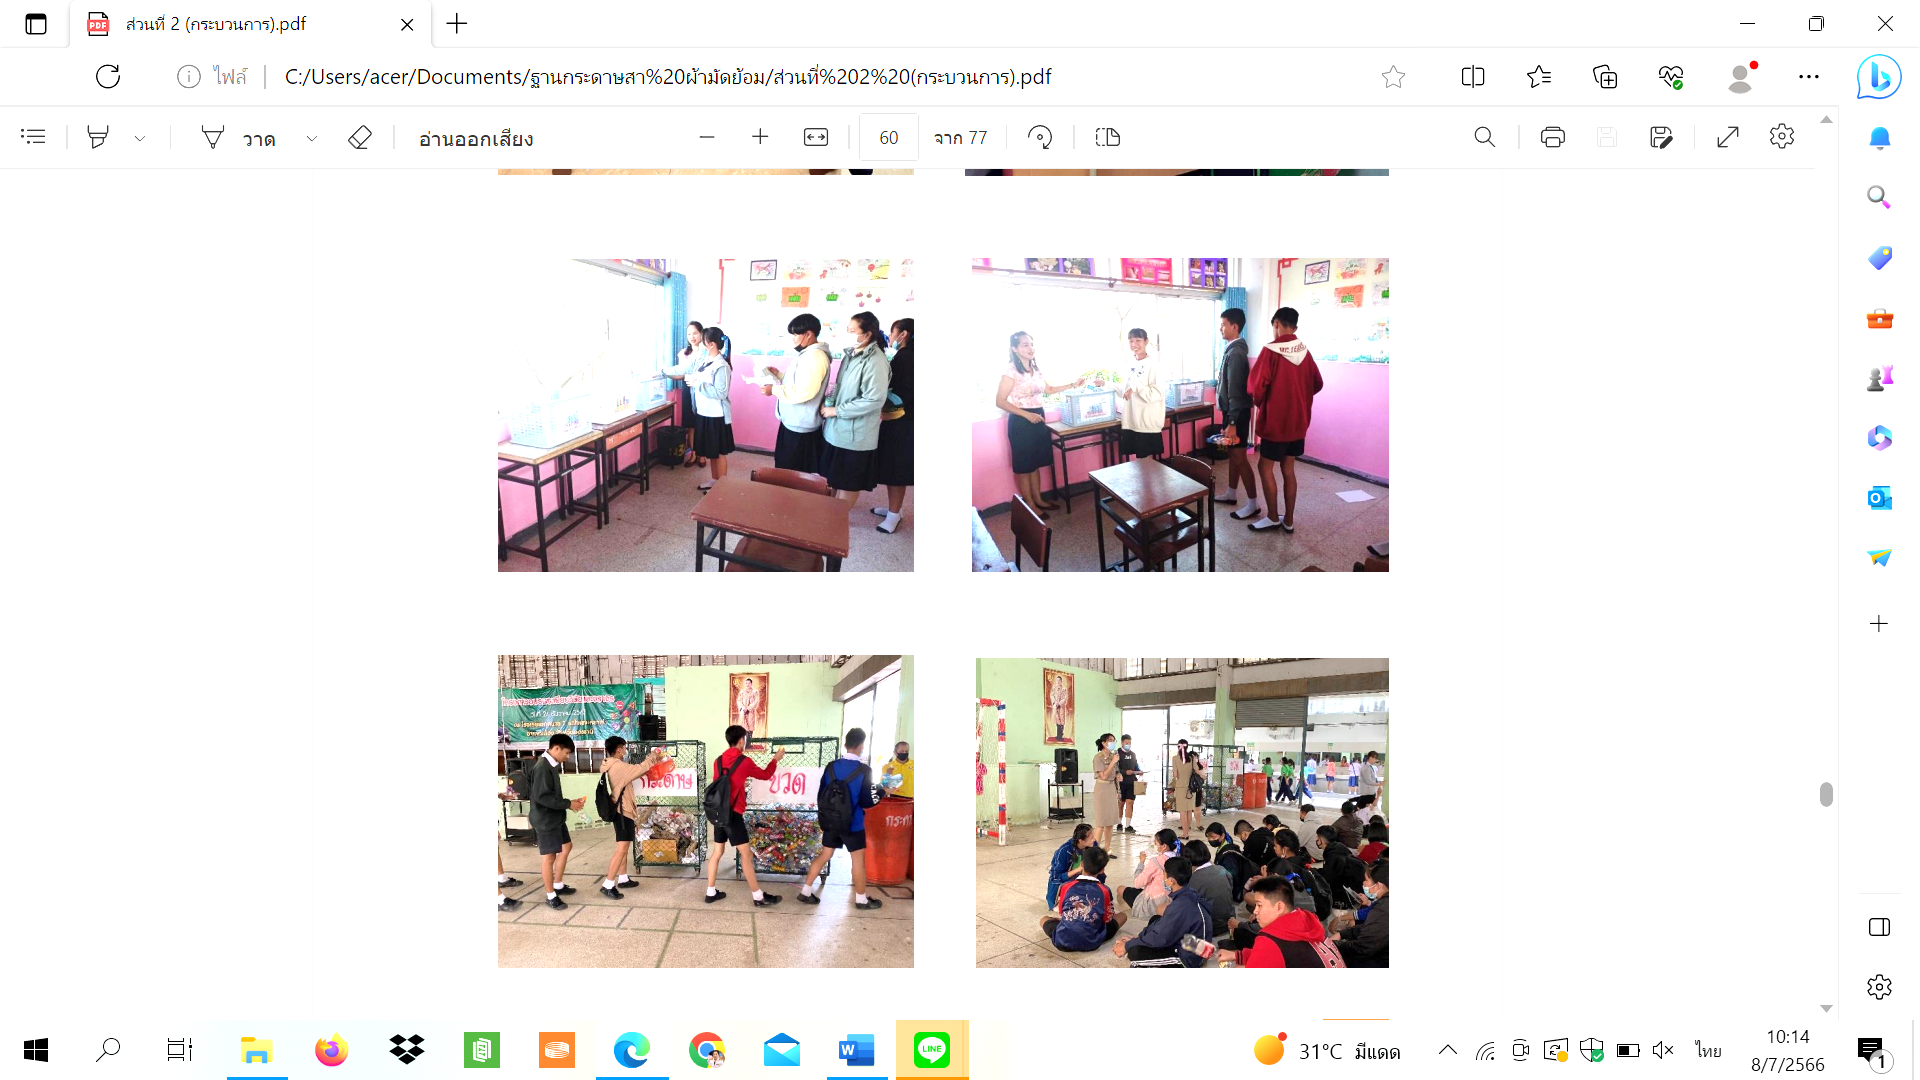 ส่วนที่ 2 (กระบวนการ).pdf
ไฟล์
C:/Users/acer/Documents/ฐานกระดาษสา%20ผ้ามัดย้อม/ส่วนที่%202%20(กระบวนการ).pdf
วาด
อ่านออกเสียง
60
จาก 77
กระดาษ
ขวด
LINE
31°C มีแดด
ไทย
10:14
8/7/2566
1